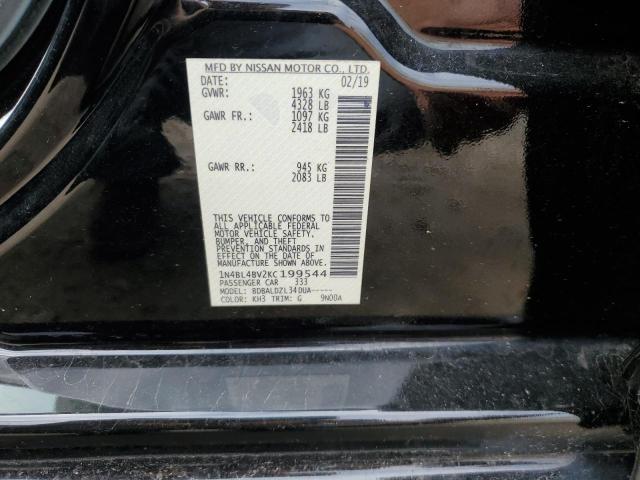 MFD BY NISSAN MOTOR CO., LTD.
DATE: 02/19
GVWR: 1963 KG
4328 LB
GAWR FR.: 1097 KG
2418 LB
GAWR RR.: 945 KG
2083 LB
THIS VEHICLE CONFORMS TO
ALL APPLICABLE FEDERAL
MOTOR VEHICLE SAFETY,
BUMPER, AND THEFT
PREVENTION STANDARDS
IN EFFECT ON THE DATE OF
MANUFACTURE SHOWN ABOVE.
1N4BL4BV2KC199544
PASSENGER CAR 333
MODEL: BDBALDZL34DUA-----
COLOR: KH3 TRIM: G 9N00A